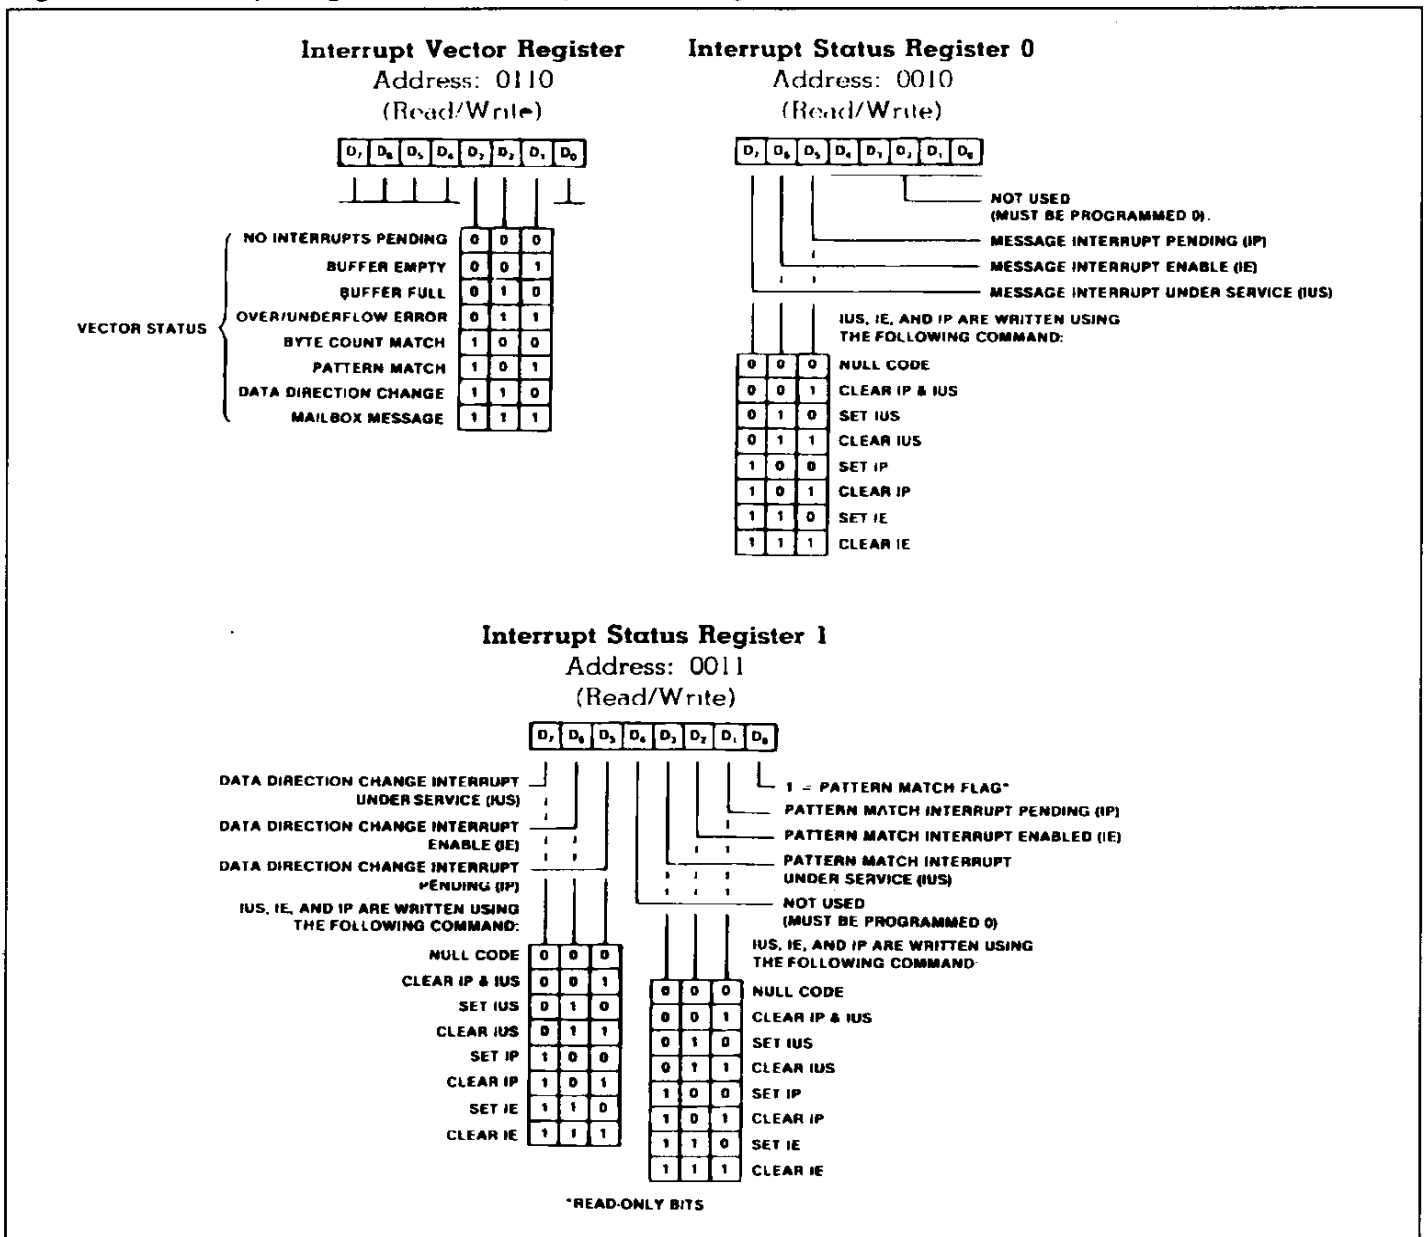 Interrupt Vector Register
Address: 0110
(Read/Write)
D7 D6 D5 D4 D3 D2 D1 D0
VECTOR STATUS
NO INTERRUPTS PENDING 0 0 0
BUFFER EMPTY 0 0 1
BUFFER FULL 0 1 0
OVER/UNDERFLOW ERROR 0 1 1
BYTE COUNT MATCH 1 0 0
PATTERN MATCH 1 0 1
DATA DIRECTION CHANGE 1 1 0
MAILBOX MESSAGE 1 1 1
Interrupt Status Register 0
Address: 0010
(Read/Write)
D7 D6 D5 D4 D3 D2 D1 D0
NOT USED
(MUST BE PROGRAMMED 0).
MESSAGE INTERRUPT PENDING (IP)
MESSAGE INTERRUPT ENABLE (IE)
MESSAGE INTERRUPT UNDER SERVICE (IUS)
IUS, IE, AND IP ARE WRITTEN USING
THE FOLLOWING COMMAND:
0 0 0 NULL CODE
0 0 1 CLEAR IP & IUS
0 1 0 SET IUS
0 1 1 CLEAR IUS
1 0 0 SET IP
1 0 1 CLEAR IP
1 1 0 SET IE
1 1 1 CLEAR IE
Interrupt Status Register 1
Address: 0011
(Read/Write)
D7 D6 D5 D4 D3 D2 D1 D0
DATA DIRECTION CHANGE INTERRUPT
UNDER SERVICE (IUS)
DATA DIRECTION CHANGE INTERRUPT
ENABLE (IE)
DATA DIRECTION CHANGE INTERRUPT
PENDING (IP)
IUS, IE, AND IP ARE WRITTEN USING
THE FOLLOWING COMMAND:
NULL CODE 0 0 0
CLEAR IP & IUS 0 0 1
SET IUS 0 1 0
CLEAR IUS 0 1 1
SET IP 1 0 0
CLEAR IP 1 0 1
SET IE 1 1 0
CLEAR IE 1 1 1
1 = PATTERN MATCH FLAG*
PATTERN MATCH INTERRUPT PENDING (IP)
PATTERN MATCH INTERRUPT ENABLED (IE)
PATTERN MATCH INTERRUPT
UNDER SERVICE (IUS)
NOT USED
(MUST BE PROGRAMMED 0)
IUS, IE, AND IP ARE WRITTEN USING
THE FOLLOWING COMMAND:
0 0 0 NULL CODE
0 0 1 CLEAR IP & IUS
0 1 0 SET IUS
0 1 1 CLEAR IUS
1 0 0 SET IP
1 0 1 CLEAR IP
1 1 0 SET IE
1 1 1 CLEAR IE
*READ-ONLY BITS